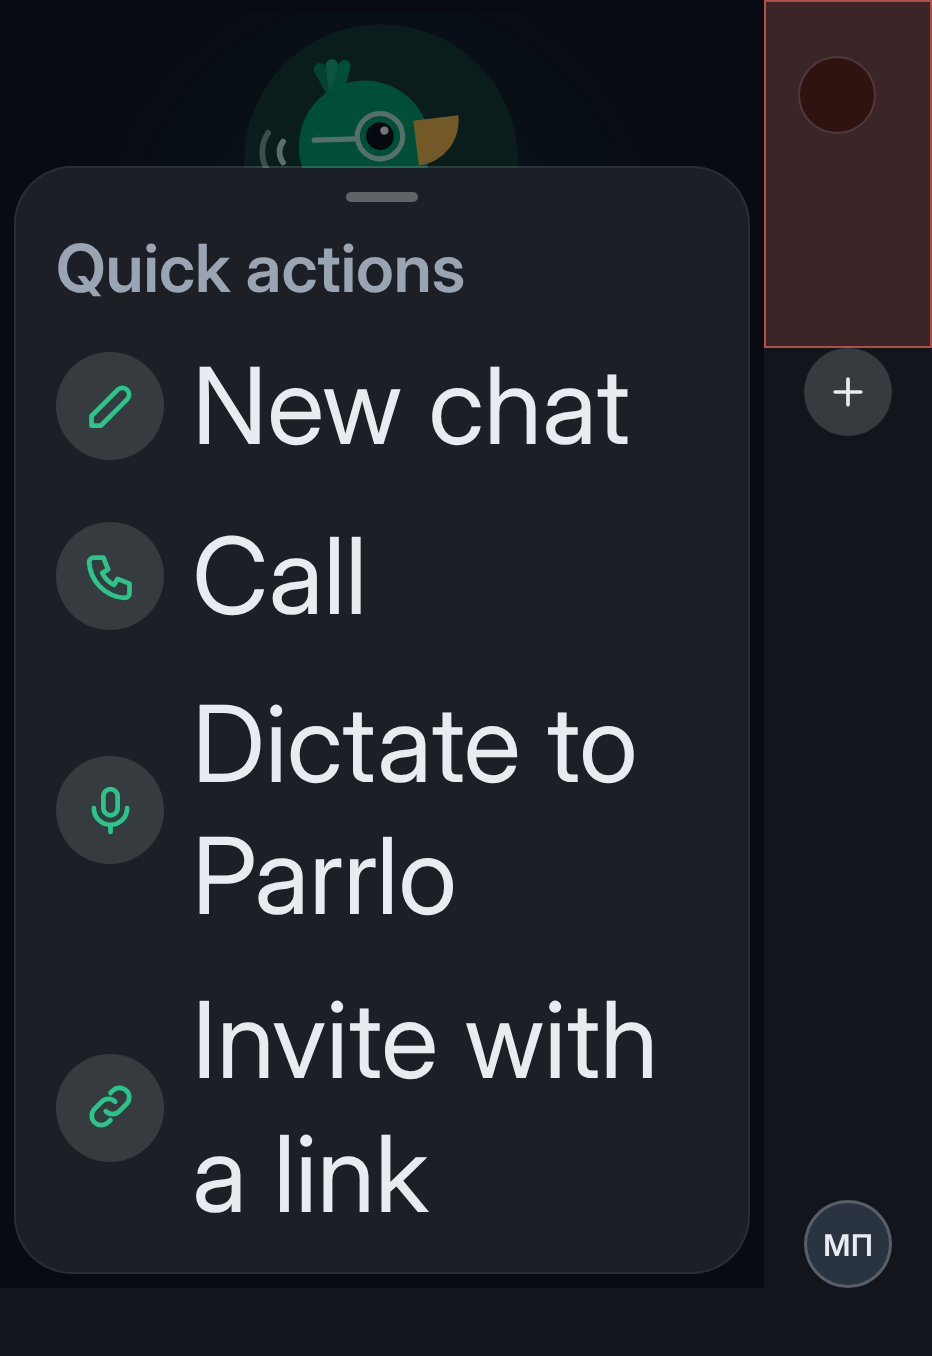 Quick actions
New chat
Call
Dictate to
Parrlo
Invite with
a link
МП